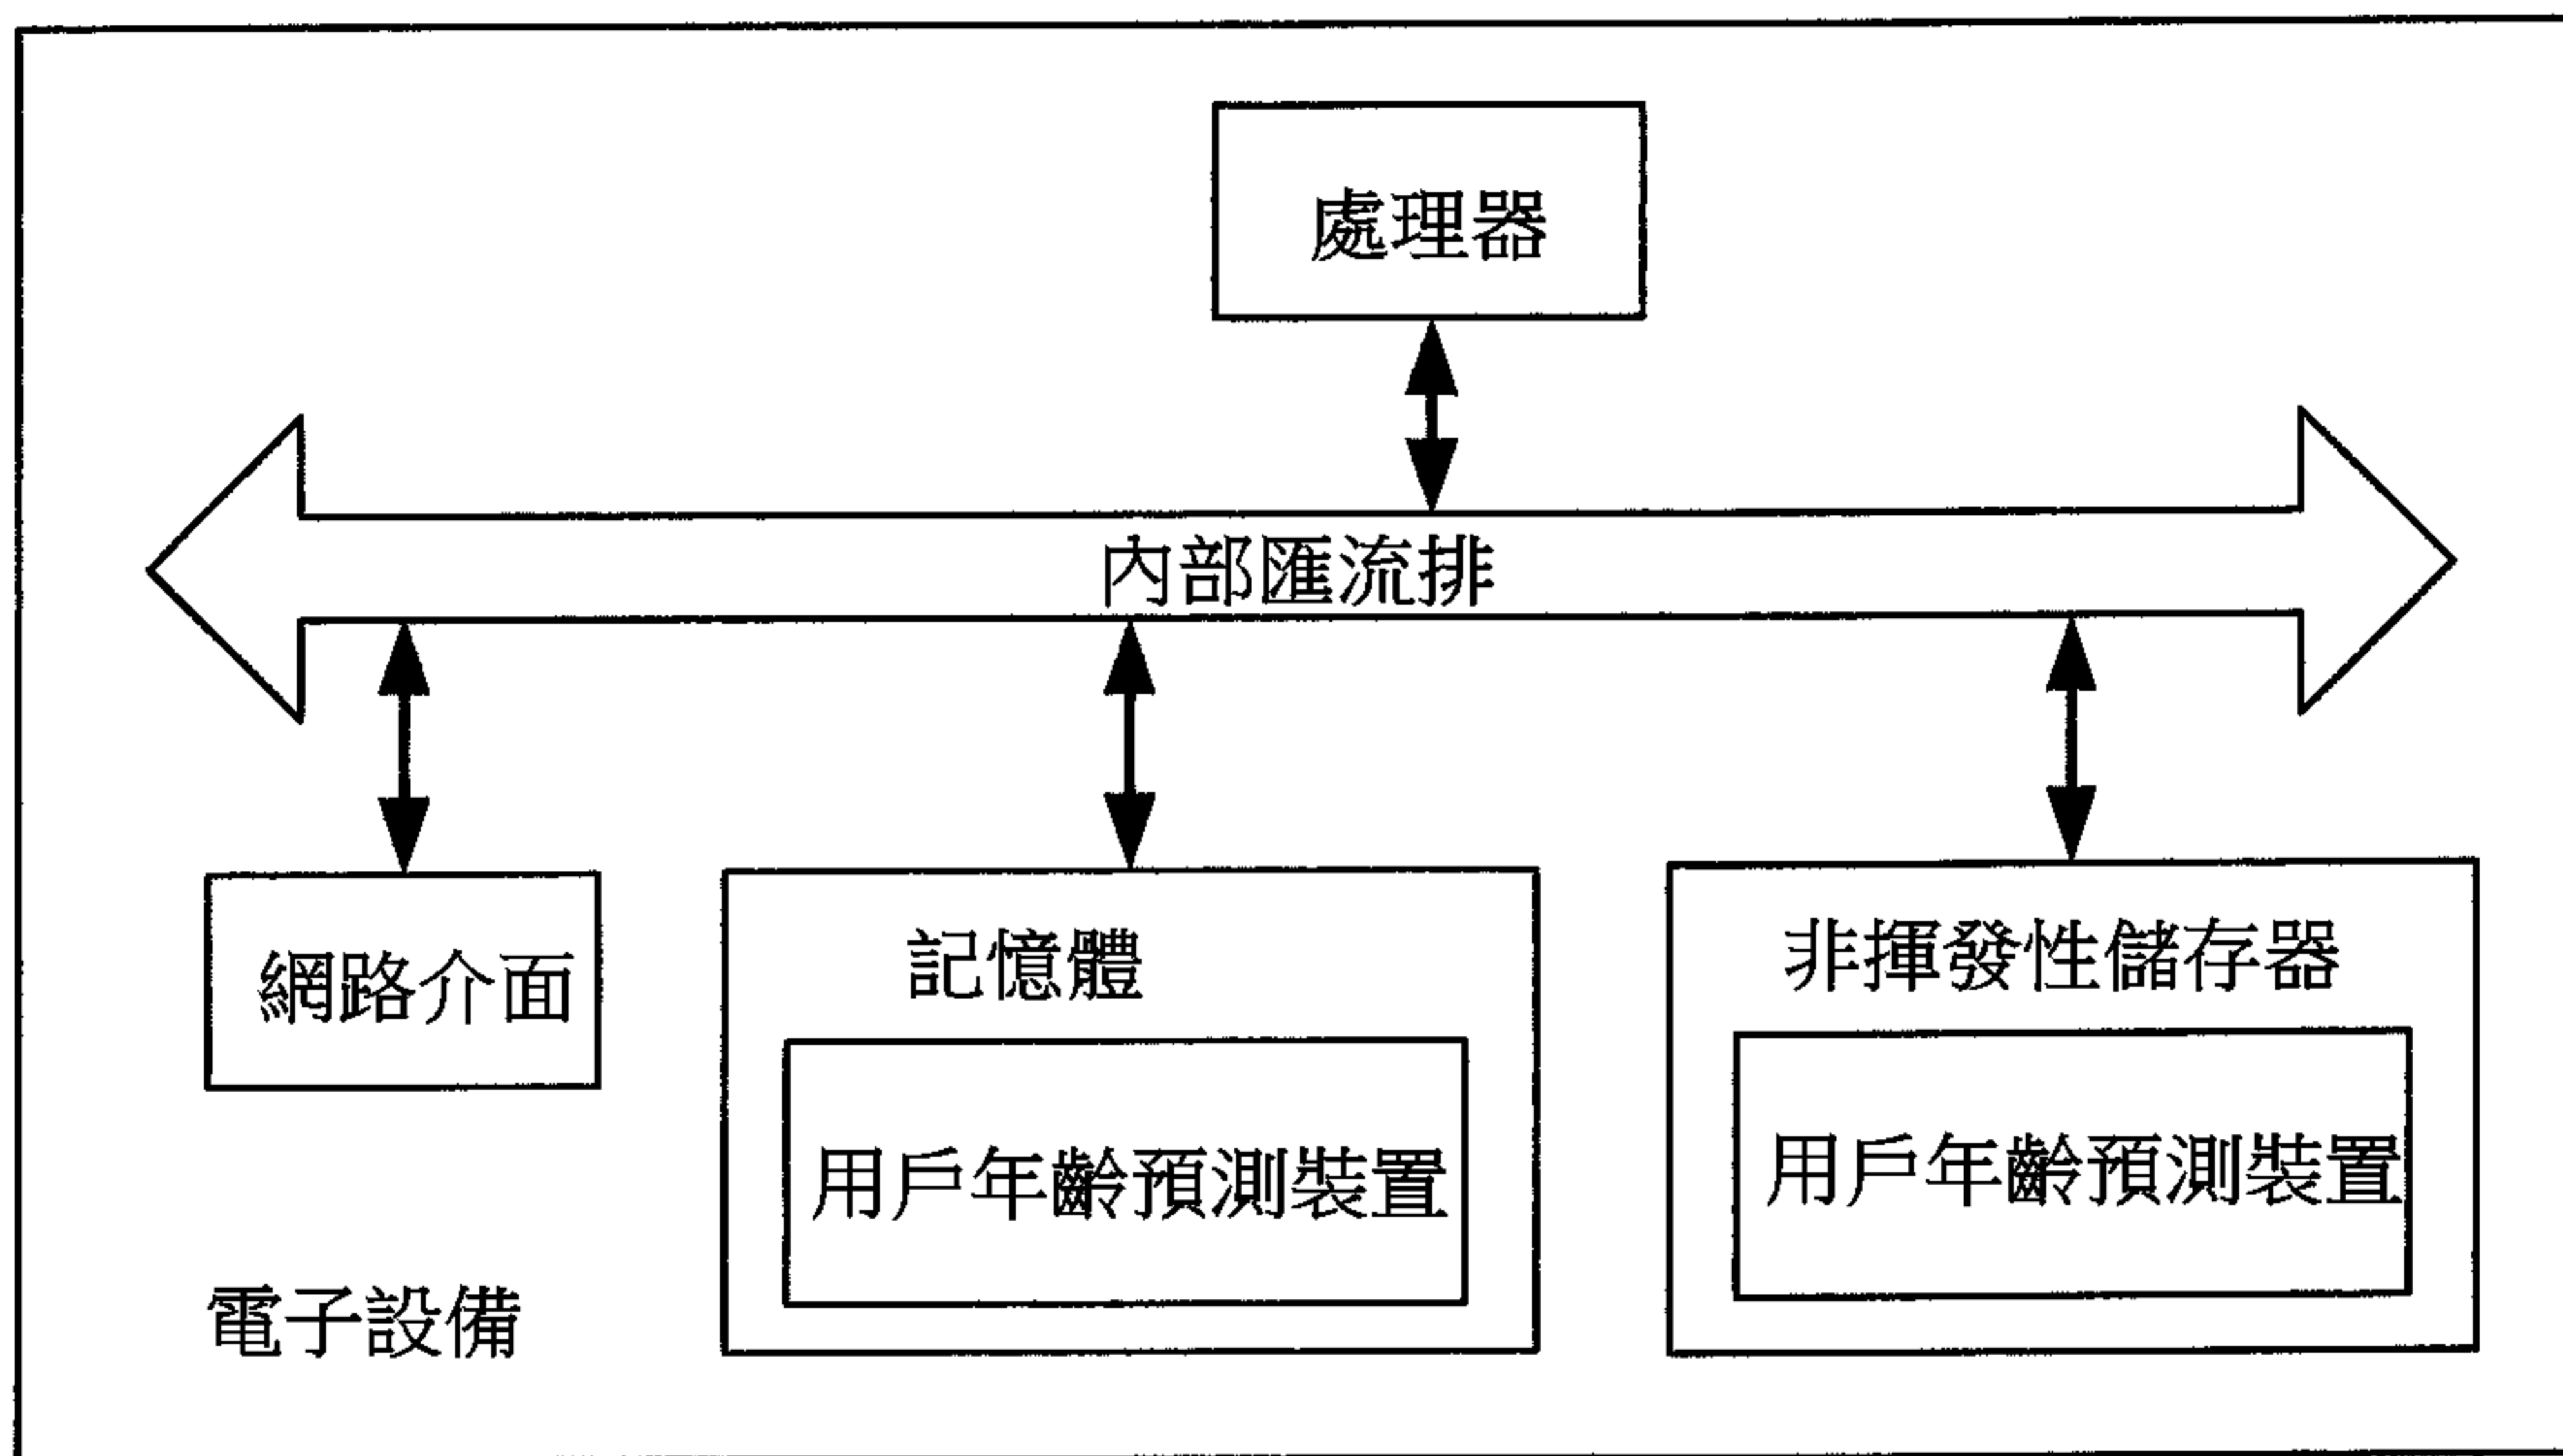 處理器
內部匯流排
網路介面
記憶體
非揮發性儲存器
用戶年齡預測裝置
用戶年齡預測裝置
電子設備